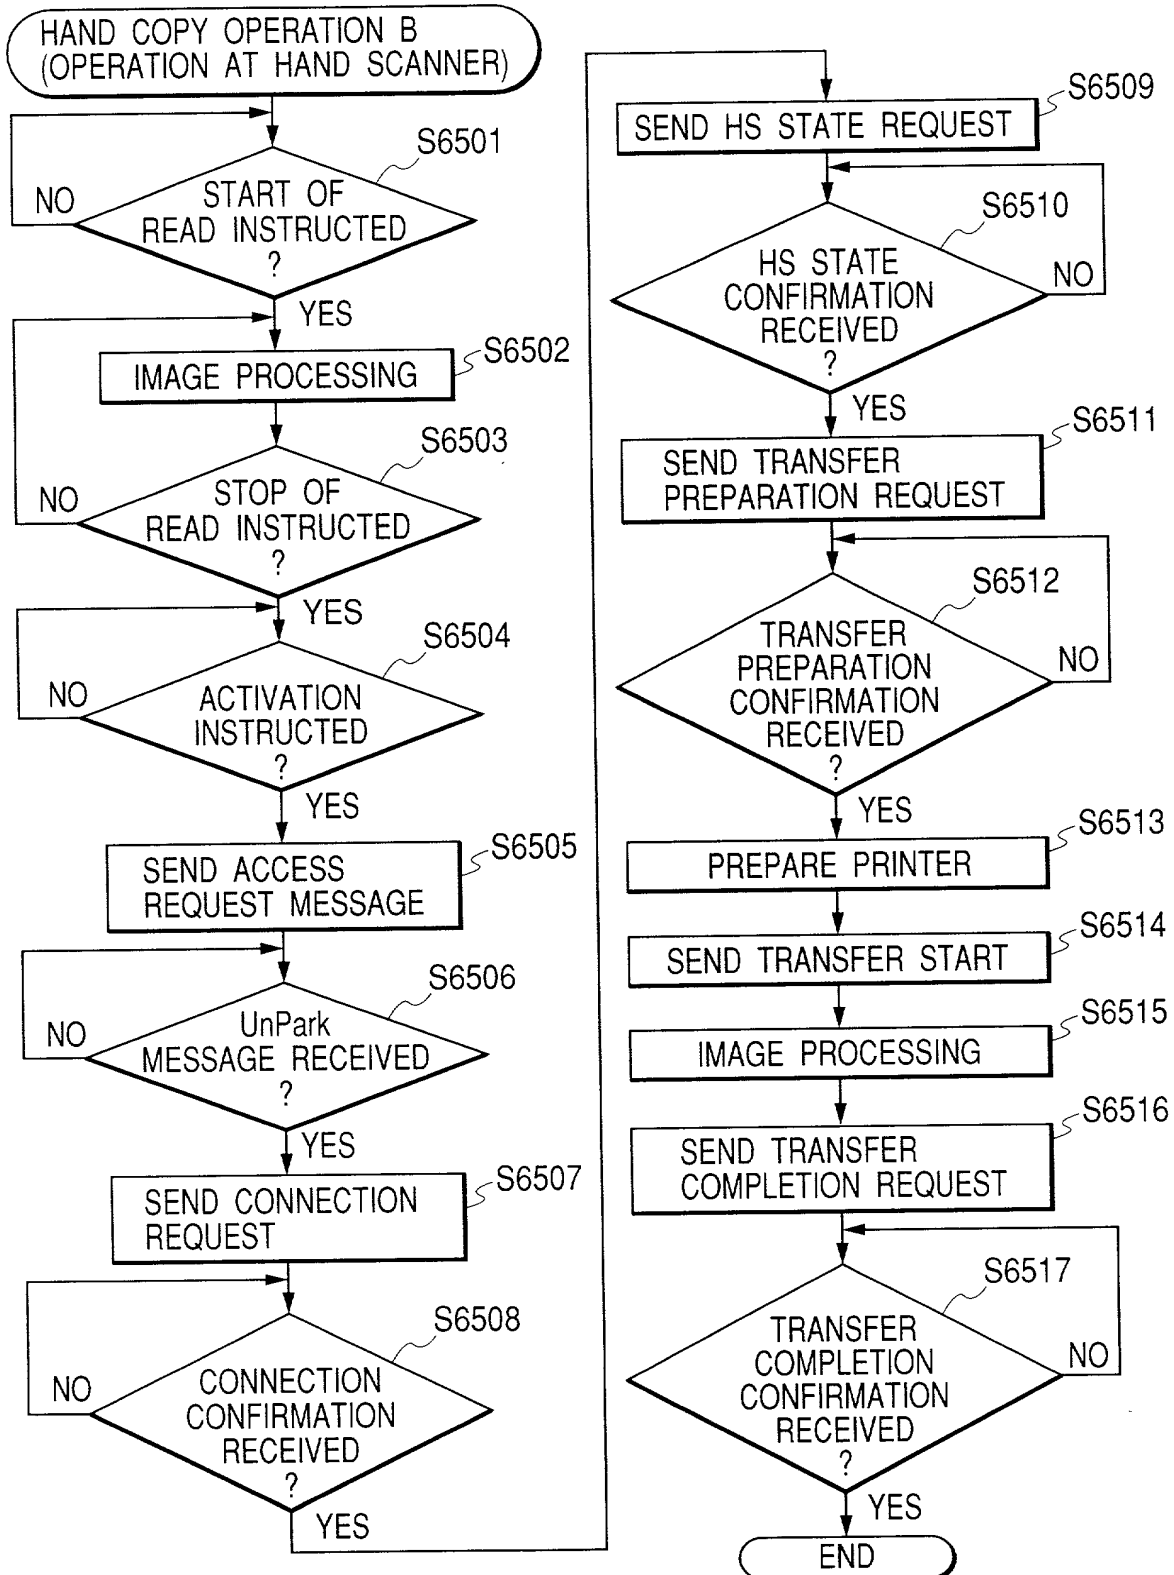 HAND COPY OPERATION B
(OPERATION AT HAND SCANNER)
S6501
START OF
READ INSTRUCTED
?
NO
YES
S6502
IMAGE PROCESSING
S6503
STOP OF
READ INSTRUCTED
?
NO
YES
S6504
ACTIVATION
INSTRUCTED
?
NO
YES
S6505
SEND ACCESS
REQUEST MESSAGE
S6506
UnPark
MESSAGE RECEIVED
?
NO
YES
S6507
SEND CONNECTION
REQUEST
S6508
CONNECTION
CONFIRMATION
RECEIVED
?
NO
YES
S6509
SEND HS STATE REQUEST
S6510
HS STATE
CONFIRMATION
RECEIVED
?
NO
YES
S6511
SEND TRANSFER
PREPARATION REQUEST
S6512
TRANSFER
PREPARATION
CONFIRMATION
RECEIVED
?
NO
YES
S6513
PREPARE PRINTER
S6514
SEND TRANSFER START
S6515
IMAGE PROCESSING
S6516
SEND TRANSFER
COMPLETION REQUEST
S6517
TRANSFER
COMPLETION
CONFIRMATION
RECEIVED
?
NO
YES
END